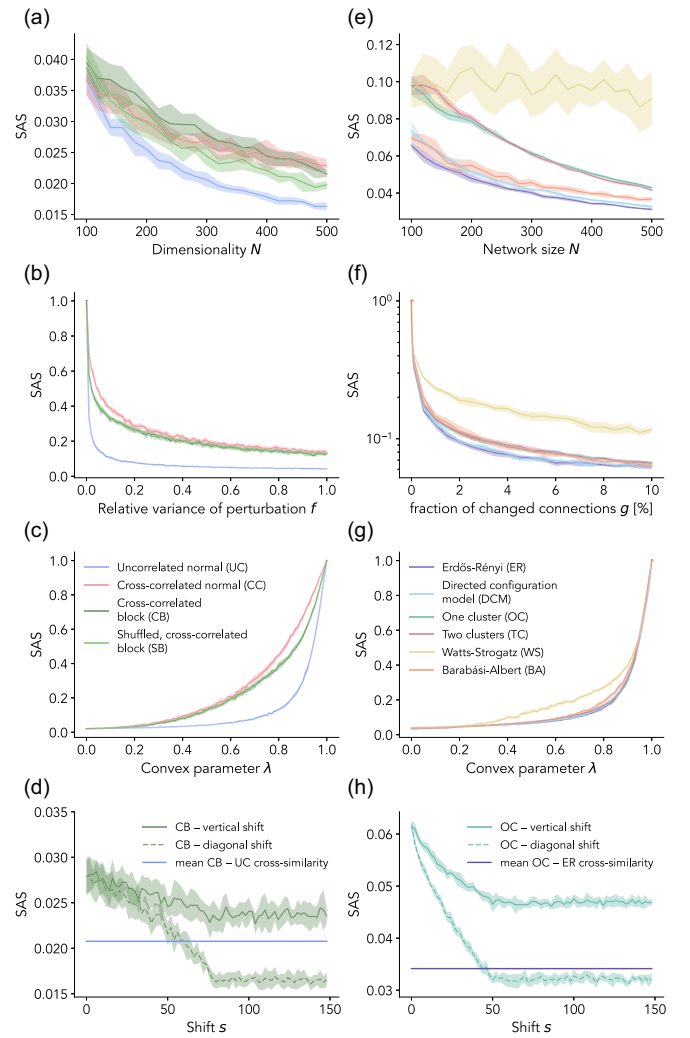 (a)
0.040
0.035
0.030
0.025
0.020
0.015
SAS
100 200 300 400 500
Dimensionality N
(e)
0.12
0.10
0.08
0.06
0.04
SAS
100 200 300 400 500
Network size N
(b)
1.0
0.8
0.6
0.4
0.2
0.0
SAS
0.0 0.2 0.4 0.6 0.8 1.0
Relative variance of perturbation f
(f)
10⁰
10⁻¹
SAS
0 2 4 6 8 10
fraction of changed connections g [%]
(c)
1.0
0.8
0.6
0.4
0.2
0.0
SAS
Uncorrelated normal (UC)
Cross-correlated normal (CC)
Cross-correlated
block (CB)
Shuffled, cross-correlated
block (SB)
0.0 0.2 0.4 0.6 0.8 1.0
Convex parameter λ
(g)
1.0
0.8
0.6
0.4
0.2
0.0
SAS
Erdős-Rényi (ER)
Directed configuration
model (DCM)
One cluster (OC)
Two clusters (TC)
Watts-Strogatz (WS)
Barabási-Albert (BA)
0.0 0.2 0.4 0.6 0.8 1.0
Convex parameter λ
(d)
0.035
0.030
0.025
0.020
0.015
SAS
CB – vertical shift
CB – diagonal shift
mean CB – UC cross-similarity
0 50 100 150
Shift s
(h)
0.06
0.05
0.04
0.03
SAS
OC – vertical shift
OC – diagonal shift
mean OC – ER cross-similarity
0 50 100 150
Shift s